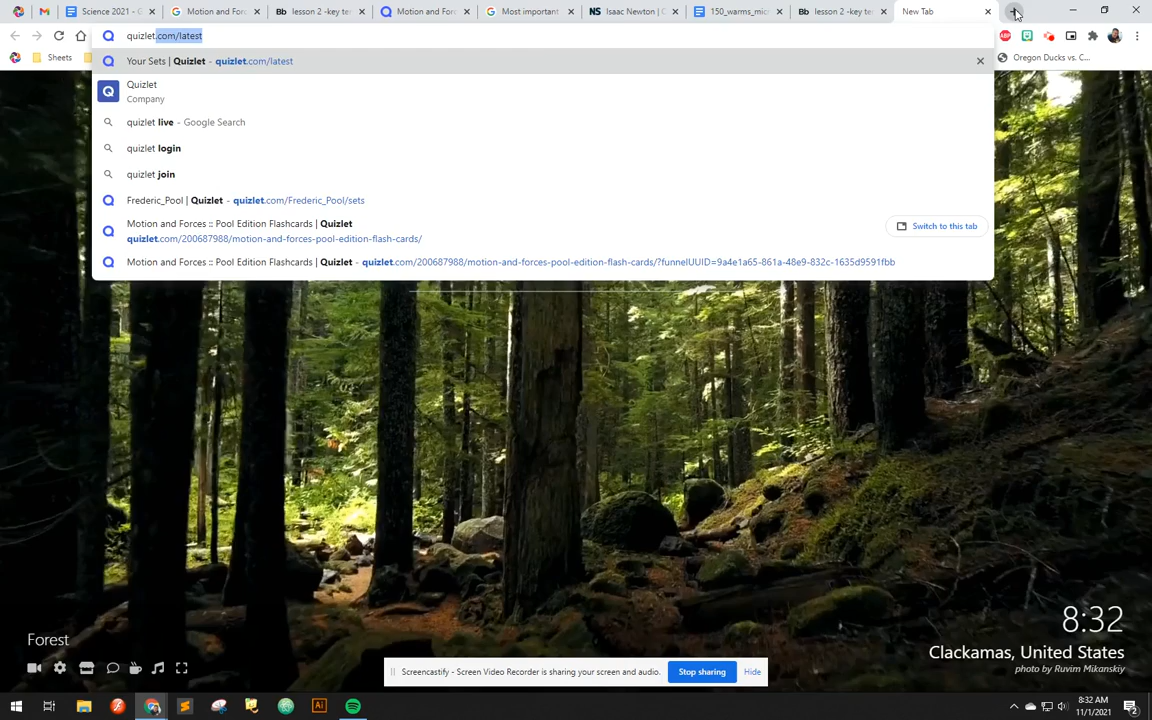 Science 2021 - G
Motion and Forc
lesson 2 -key ter
Motion and Forc
Most important
Isaac Newton | C
150_warms_mic
lesson 2 -key ter
New Tab
quizlet.com/latest
Sheets
Oregon Ducks vs. C...
Your Sets | Quizlet - quizlet.com/latest
Quizlet
Company
quizlet live - Google Search
quizlet login
quizlet join
Frederic_Pool | Quizlet - quizlet.com/Frederic_Pool/sets
Motion and Forces :: Pool Edition Flashcards | Quizlet
quizlet.com/200687988/motion-and-forces-pool-edition-flash-cards/
Switch to this tab
Motion and Forces :: Pool Edition Flashcards | Quizlet - quizlet.com/200687988/motion-and-forces-pool-edition-flash-cards/?funnelUUID=9a4e1a65-861a-48e9-832c-1635d9591fbb
8:32
Forest
Clackamas, United States
photo by Ruvim Mikanskiy
Screencastify - Screen Video Recorder is sharing your screen and audio.
Stop sharing
Hide
8:32 AM
11/1/2021